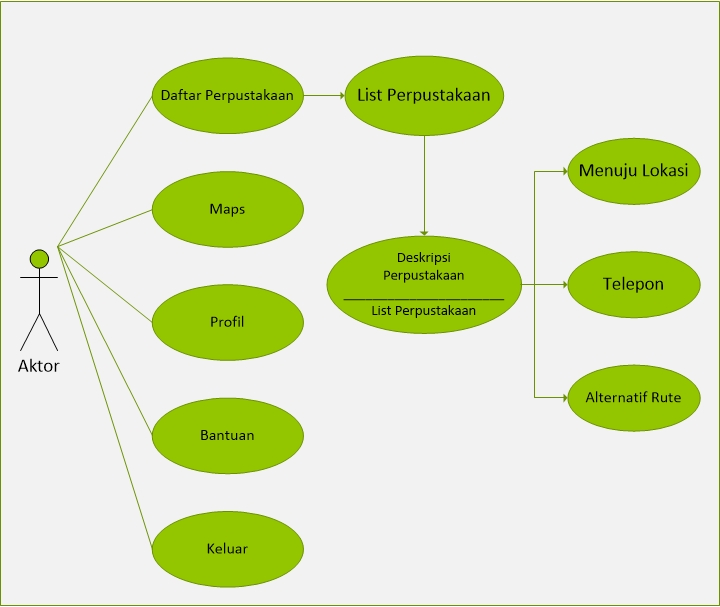 Daftar Perpustakaan
List Perpustakaan
Menuju Lokasi
Maps
Deskripsi
Perpustakaan
List Perpustakaan
Telepon
Profil
Aktor
Alternatif Rute
Bantuan
Keluar